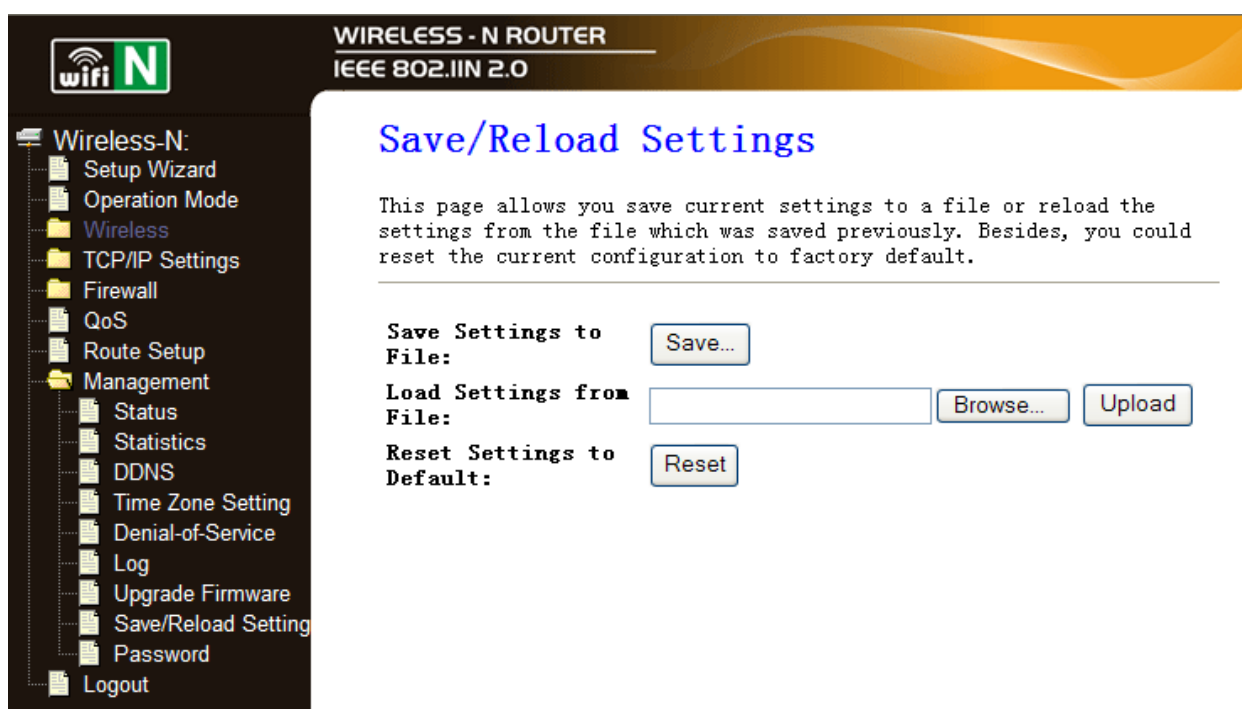 wifi N
WIRELESS - N ROUTER
IEEE 802.11N 2.0
Wireless-N:
Setup Wizard
Operation Mode
Wireless
TCP/IP Settings
Firewall
QoS
Route Setup
Management
Status
Statistics
DDNS
Time Zone Setting
Denial-of-Service
Log
Upgrade Firmware
Save/Reload Setting
Password
Logout
Save/Reload Settings
This page allows you save current settings to a file or reload the
settings from the file which was saved previously. Besides, you could
reset the current configuration to factory default.
Save Settings to
File:
Save...
Load Settings from
File:
Browse... Upload
Reset Settings to
Default:
Reset